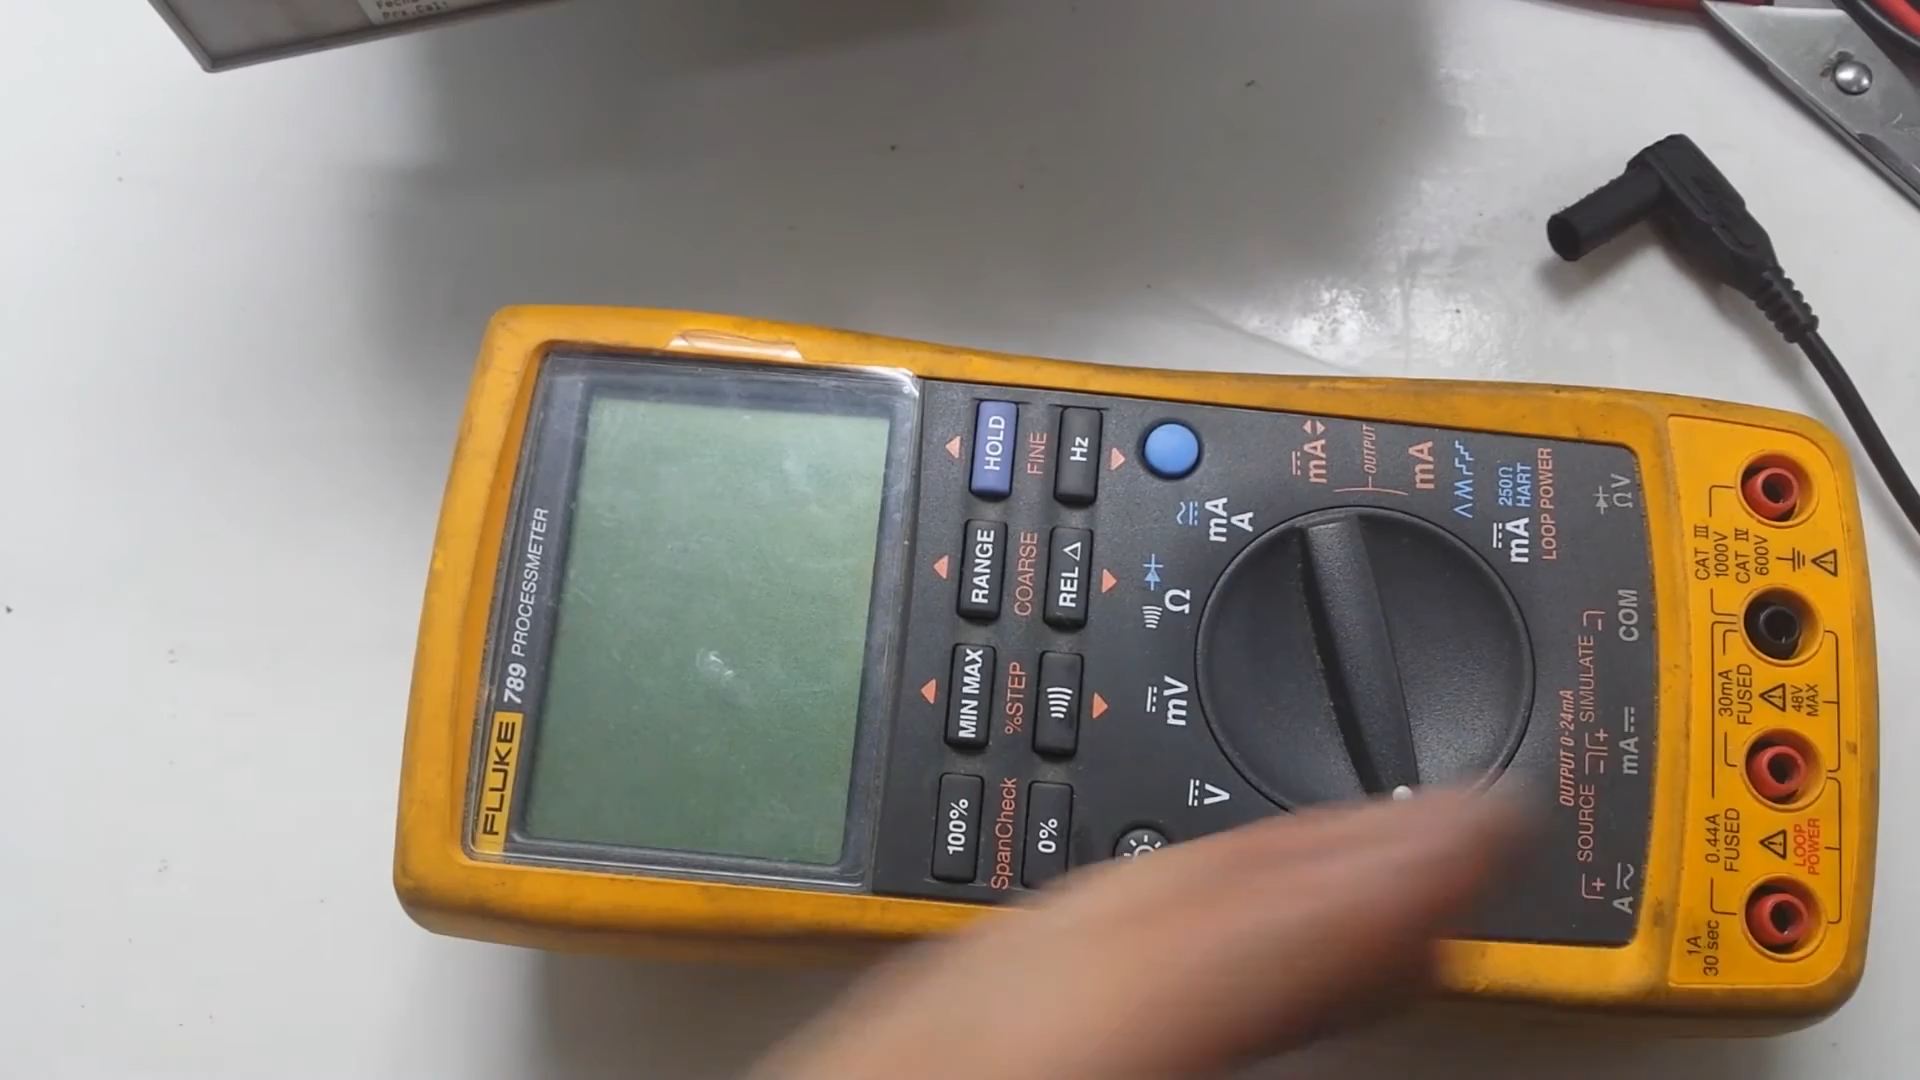 Prx.Cal:
FLUKE 789 PROCESSMETER
HOLD
FINE
Hz
RANGE
COARSE
REL Δ
MIN MAX
%STEP
100%
SpanCheck
0%
mA
A
Ω
mV
V
mA
OUTPUT
mA
250Ω
HART
mA
LOOP POWER
Ω V
COM
mA
A
OUTPUT 0-24mA
SOURCE
SIMULATE
CAT III
1000V
CAT IV
600V
30mA
FUSED
48V
MAX
0.44A
FUSED
LOOP
POWER
1A
30 sec